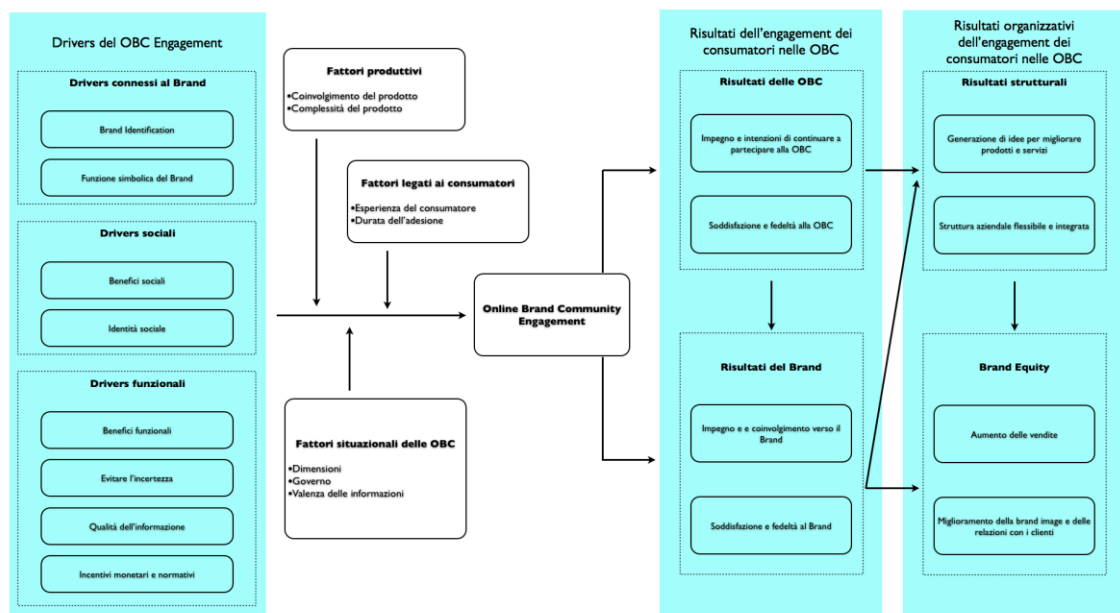 Drivers del OBC Engagement
Drivers connessi al Brand
Brand Identification
Funzione simbolica del Brand
Drivers sociali
Benefici sociali
Identità sociale
Drivers funzionali
Benefici funzionali
Evitare l'incertezza
Qualità dell'informazione
Incentivi monetari e normativi
Fattori produttivi
•Coinvolgimento del prodotto
•Complessità del prodotto
Fattori legati ai consumatori
•Esperienza del consumatore
•Durata dell'adesione
Fattori situazionali delle OBC
•Dimensioni
•Governo
•Valenza delle informazioni
Online Brand Community
Engagement
Risultati dell'engagement dei
consumatori nelle OBC
Risultati delle OBC
Impegno e intenzioni di continuare a
partecipare alla OBC
Soddisfazione e fedeltà alla OBC
Risultati del Brand
Impegno e e coinvolgimento verso il
Brand
Soddisfazione e fedeltà al Brand
Risultati organizzativi
dell'engagement dei
consumatori nelle OBC
Risultati strutturali
Generazione di idee per migliorare
prodotti e servizi
Struttura aziendale flessibile e integrata
Brand Equity
Aumento delle vendite
Miglioramento della brand image e delle
relazioni con i clienti